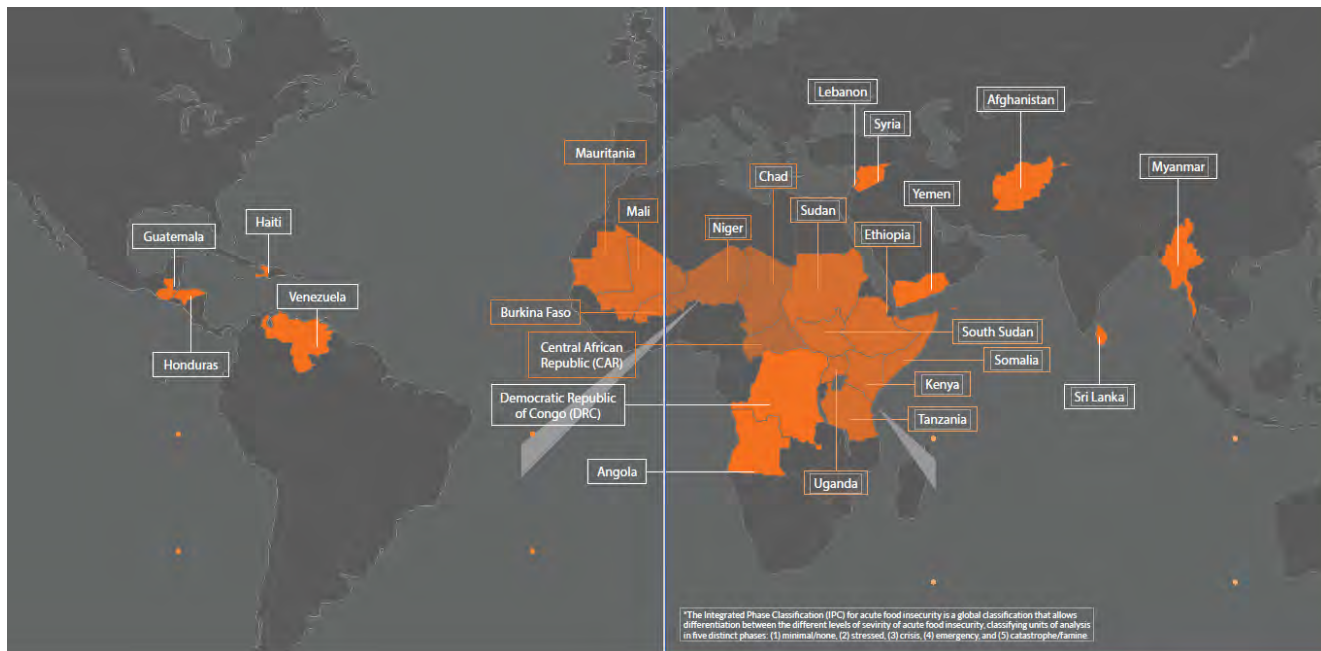 Lebanon
Afghanistan
Syria
Mauritania
Myanmar
Chad
Yemen
Mali
Sudan
Haiti
Niger
Guatemala
Ethiopia
Venezuela
Burkina Faso
South Sudan
Central African
Republic (CAR)
Somalia
Honduras
Kenya
Democratic Republic
of Congo (DRC)
Sri Lanka
Tanzania
Angola
Uganda
*The Integrated Phase Classification (IPC) for acute food insecurity is a global classification that allows
differentiation between the different levels of sevirity of acute food insecurity, classifying units of analysis
in five distinct phases: (1) minimal/none, (2) stressed, (3) crisis, (4) emergency, and (5) catastrophe/famine